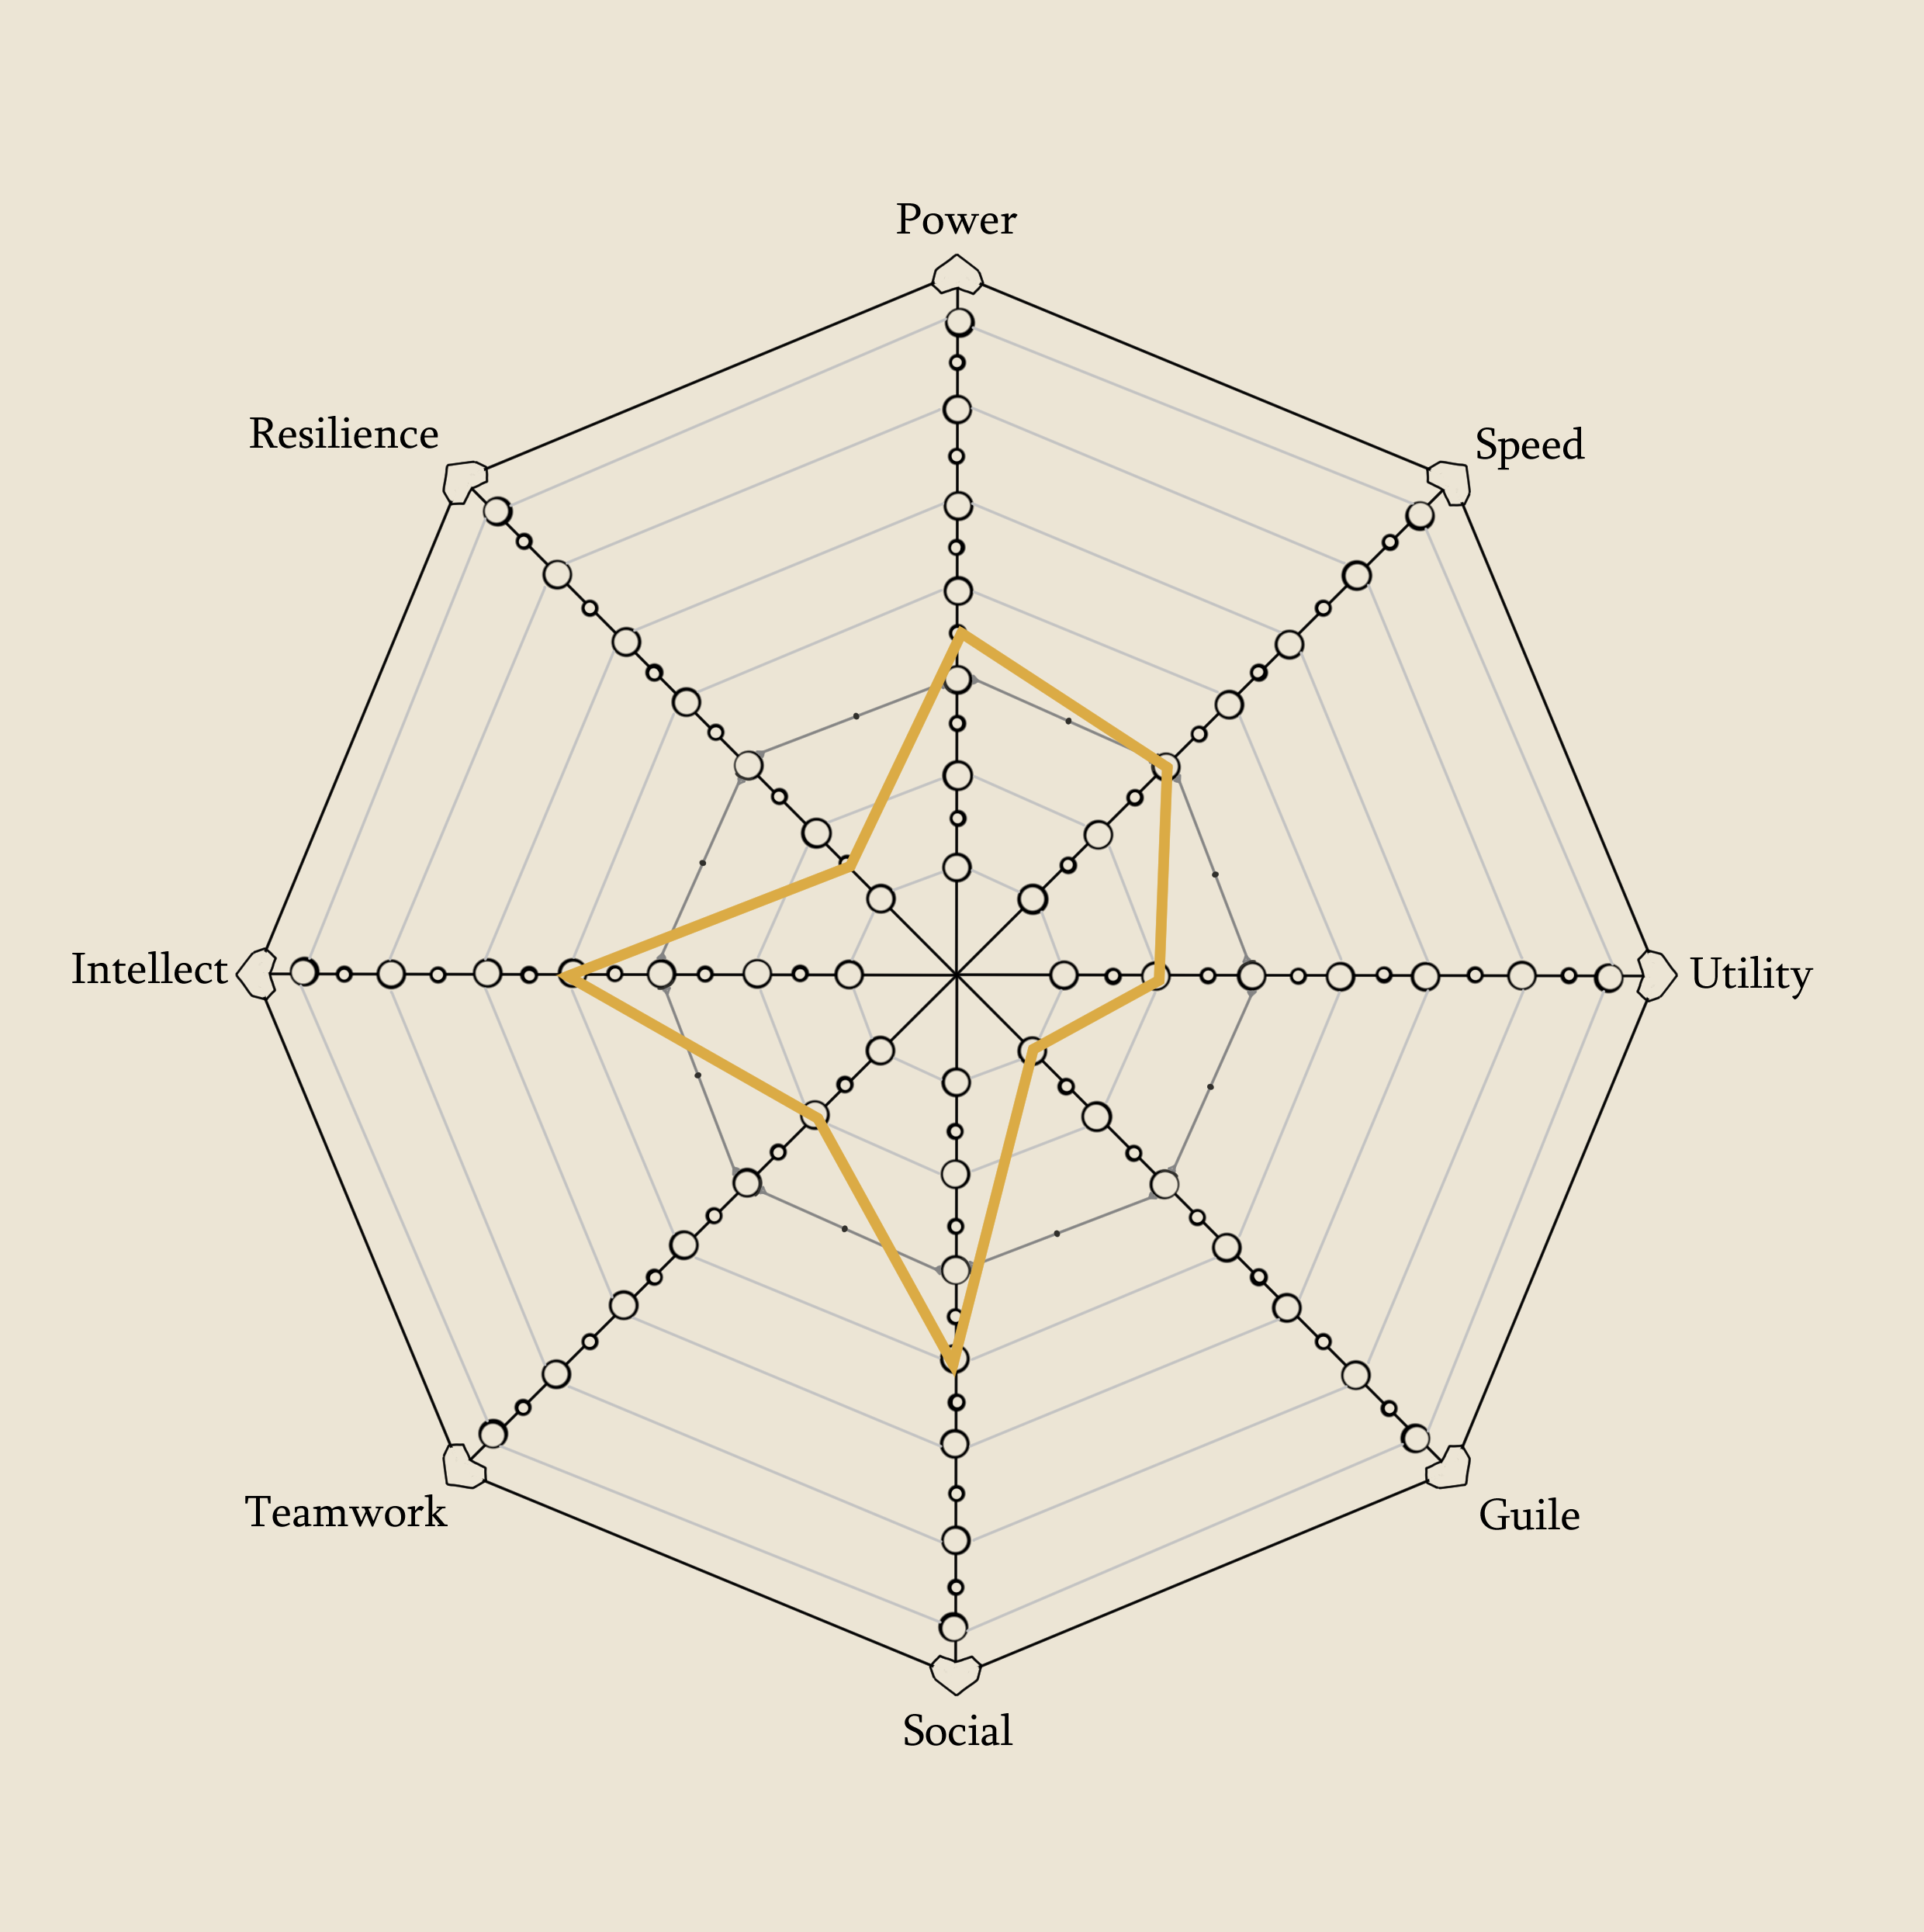 Power
Resilience
Speed
Intellect
Utility
Teamwork
Guile
Social